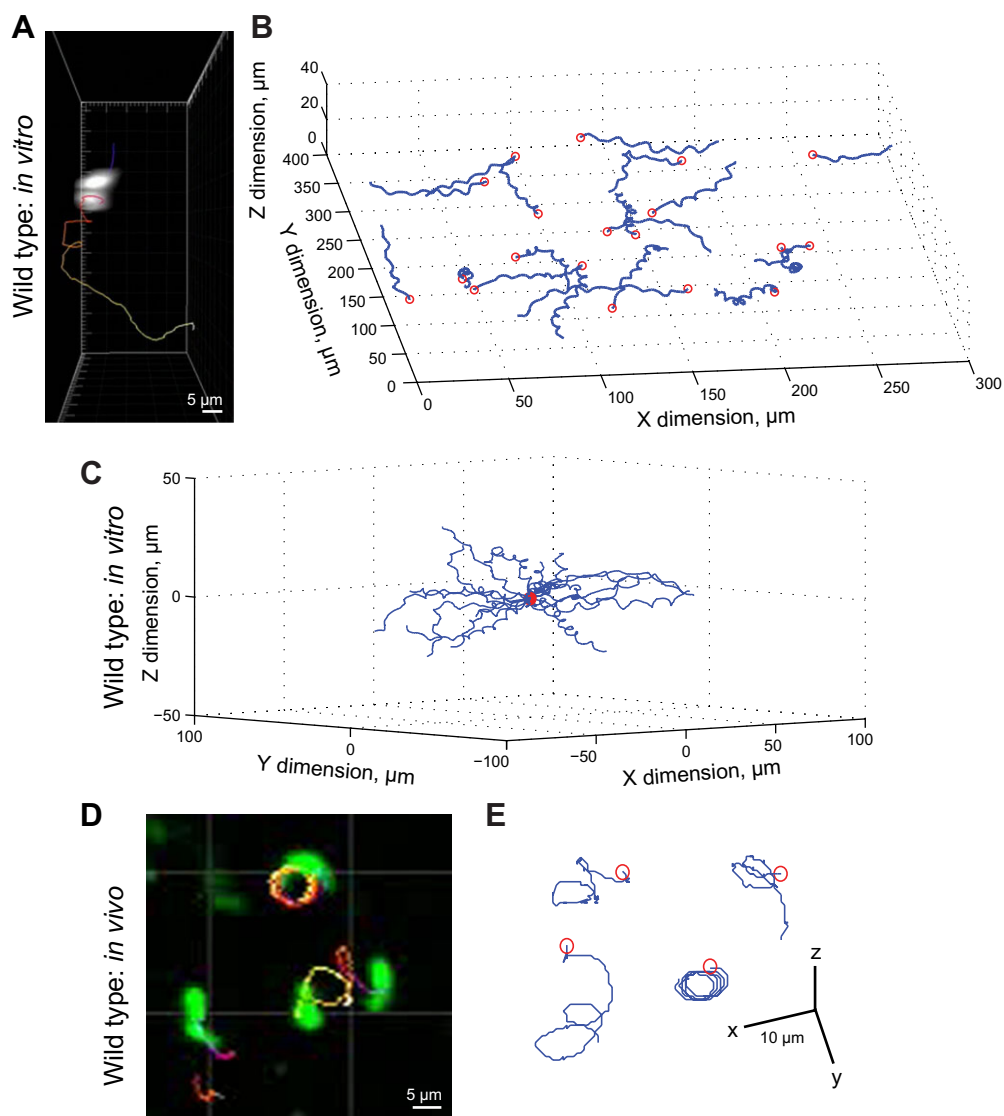 A
Wild type: in vitro
5 µm
B
Z dimension, µm
40
20
0
Y dimension, µm
400
350
300
250
200
150
100
50
0
0
50
100
150
200
250
300
X dimension, µm
C
Wild type: in vitro
Z dimension, µm
50
0
−50
100
0
−100
Y dimension, µm
−50
0
50
100
X dimension, µm
D
Wild type: in vivo
5 µm
E
z
x
10 µm
y